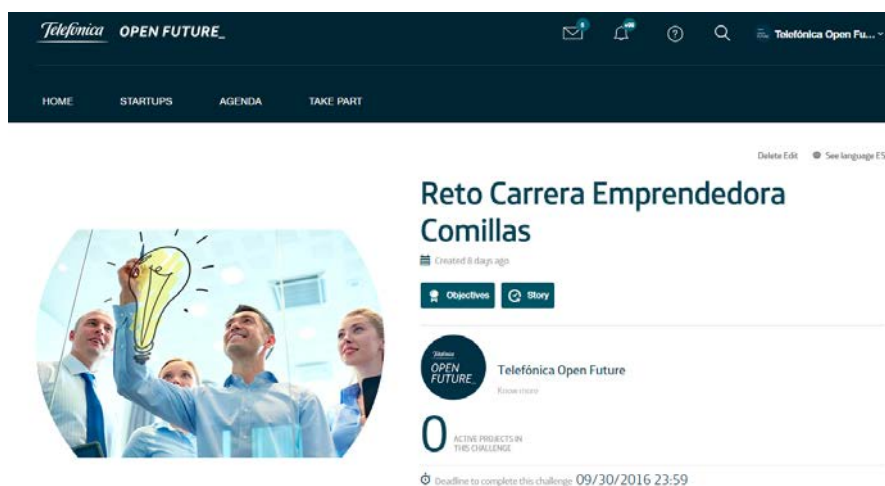 Telefónica OPEN FUTURE_
Telefónica Open Fu...
HOME STARTUPS AGENDA TAKE PART
Delete Edit See language ES
Reto Carrera Emprendedora
Comillas
Created 8 days ago
Objectives Story
Telefónica
OPEN
FUTURE_
Telefónica Open Future
Know more
0 ACTIVE PROJECTS IN
THIS CHALLENGE
Deadline to complete this challenge 09/30/2016 23:59